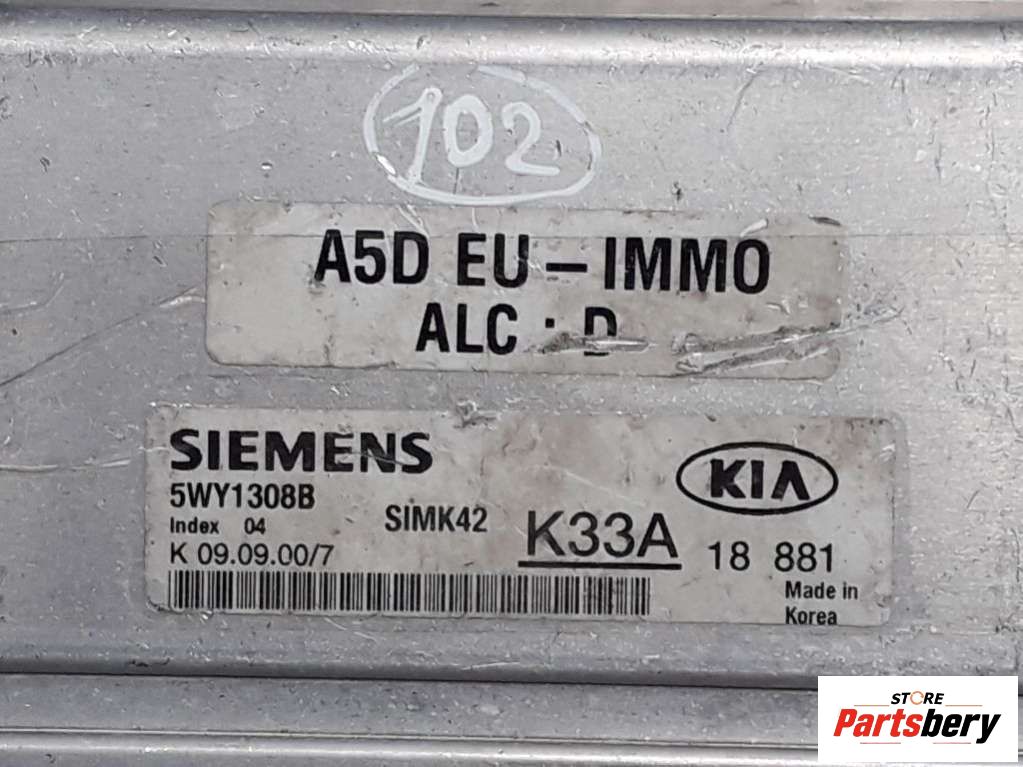 102
A5D EU – IMMO
ALC : D
SIEMENS
KIA
5WY1308B
Index 04
SIMK42
K33A
18 881
K 09.09.00/7
Made in
Korea
STORE
Partsbery